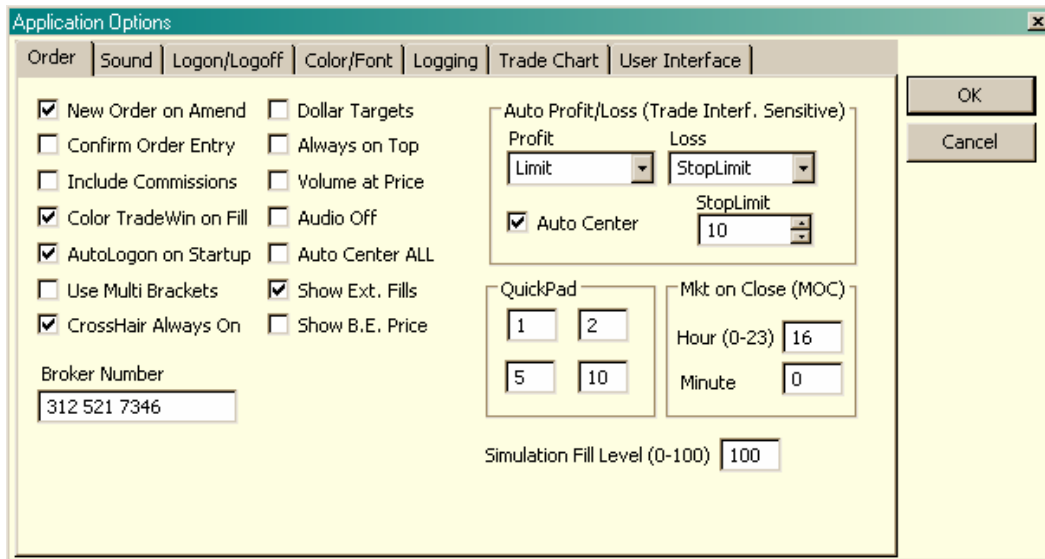 Application Options
Order Sound Logon/Logoff Color/Font Logging Trade Chart User Interface
New Order on Amend
Confirm Order Entry
Include Commissions
Color TradeWin on Fill
AutoLogon on Startup
Use Multi Brackets
CrossHair Always On
Broker Number
312 521 7346
Dollar Targets
Always on Top
Volume at Price
Audio Off
Auto Center ALL
Show Ext. Fills
Show B.E. Price
Auto Profit/Loss (Trade Interf. Sensitive)
Profit Loss
Limit StopLimit
StopLimit
Auto Center 10
QuickPad
1 2
5 10
Mkt on Close (MOC)
Hour (0-23) 16
Minute 0
Simulation Fill Level (0-100) 100
OK
Cancel